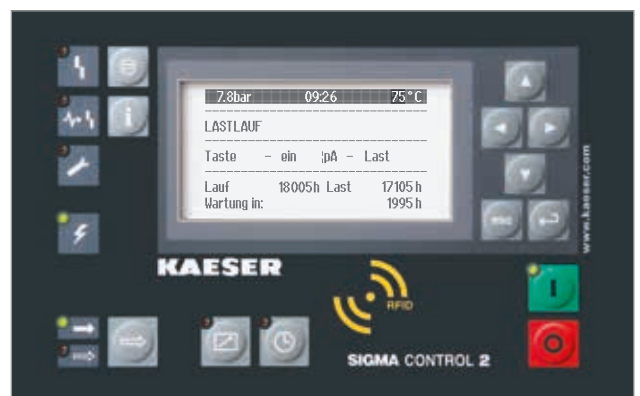 7.8bar 09:26 75°C
LASTLAUF
Taste - ein ¦pA - Last
Lauf 18005h Last 17105h
Wartung in: 1995h
esc
www.kaeser.com
KAESER
RFID
SIGMA CONTROL 2